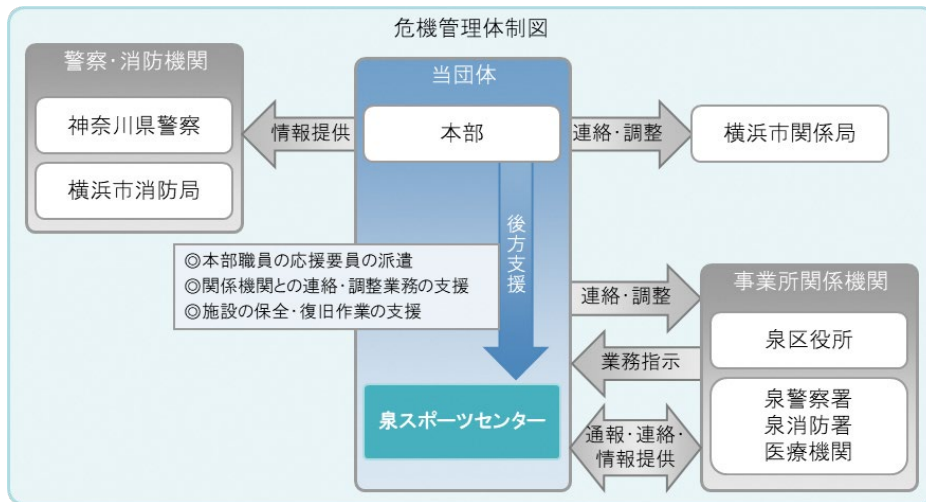 危機管理体制図
警察･消防機関
神奈川県警察
横浜市消防局
情報提供
当団体
本部
連絡･調整
横浜市関係局
後方支援
◎本部職員の応援要員の派遣
◎関係機関との連絡･調整業務の支援
◎施設の保全･復旧作業の支援
泉スポーツセンター
連絡･調整
業務指示
通報･連絡･
情報提供
事業所関係機関
泉区役所
泉警察署
泉消防署
医療機関